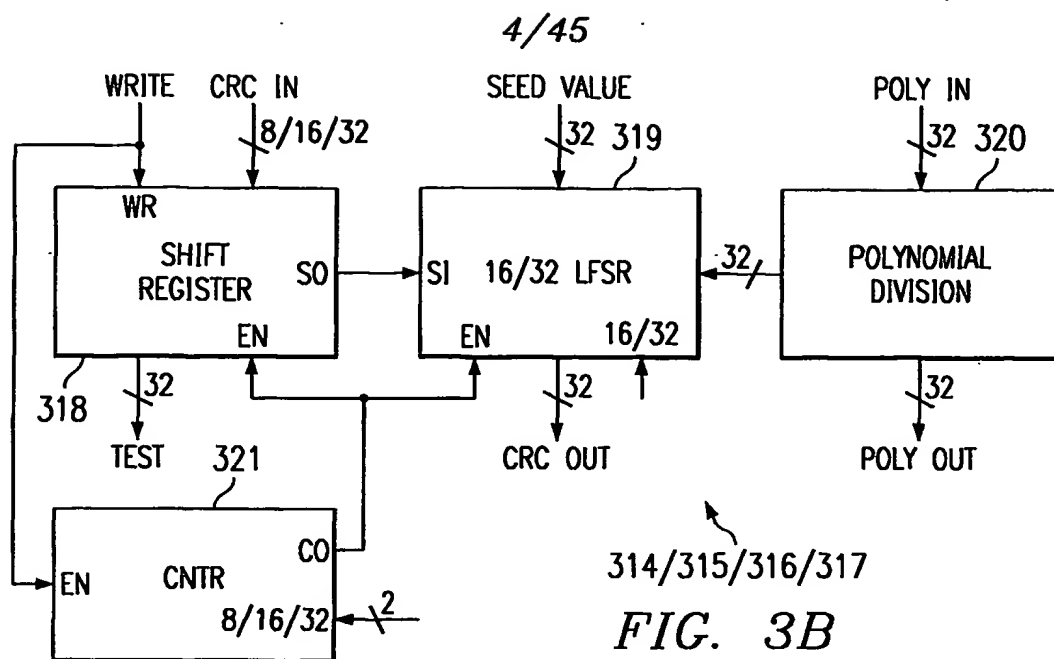 4/45
WRITE CRC IN SEED VALUE POLY IN
8/16/32 32 319 32 320
WR
SHIFT REGISTER
SO
EN
SI
16/32 LFSR
EN
16/32
32
POLYNOMIAL DIVISION
318
32
TEST
32
CRC OUT
32
POLY OUT
321
CO
CNTR
EN
8/16/32
2
314/315/316/317
FIG. 3B